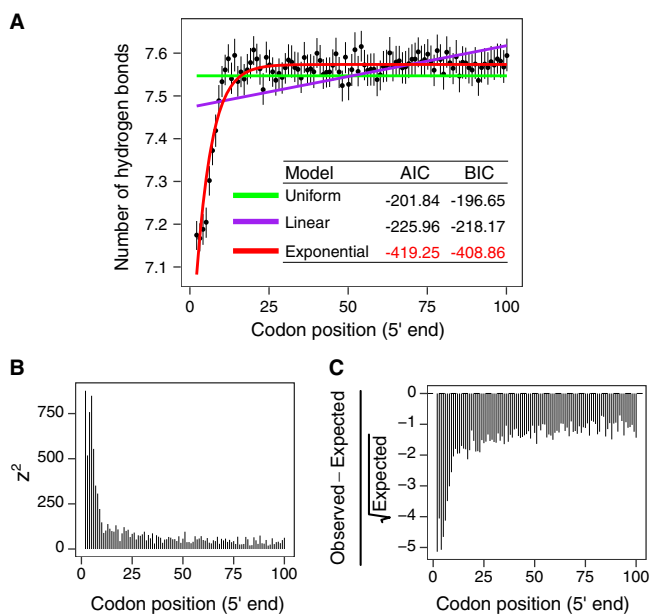 A
Number of hydrogen bonds
7.6
7.5
7.4
7.3
7.2
7.1
Model AIC BIC
Uniform -201.84 -196.65
Linear -225.96 -218.17
Exponential -419.25 -408.86
0 25 50 75 100
Codon position (5' end)
B
z²
750
500
250
0
0 25 50 75 100
Codon position (5' end)
C
Observed – Expected
√Expected
0
−1
−2
−3
−4
−5
0 25 50 75 100
Codon position (5' end)